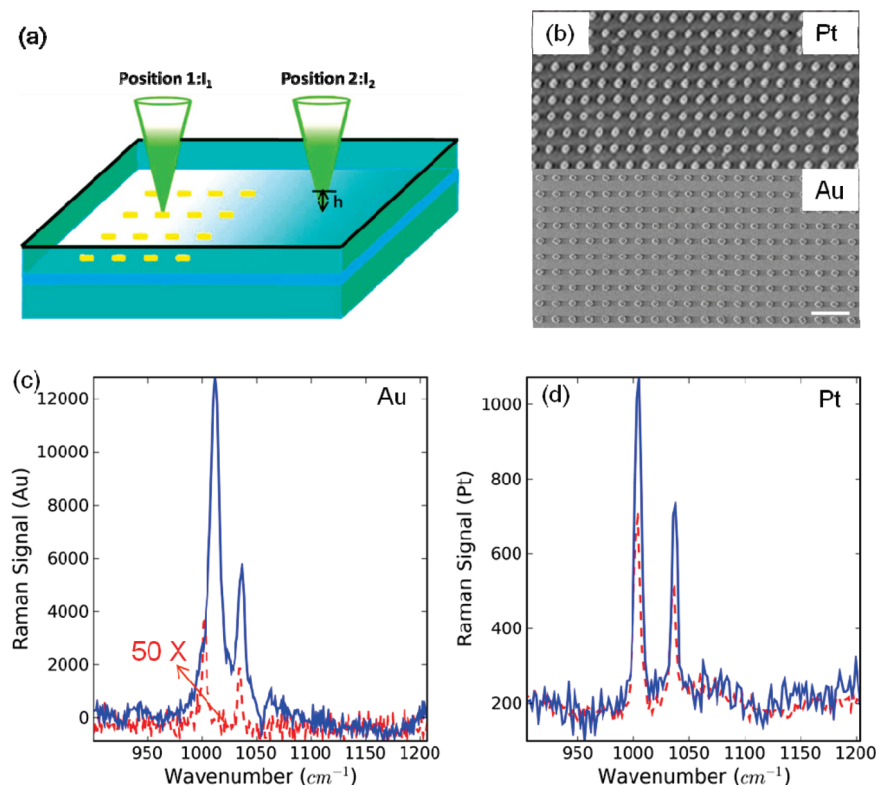 (a)
Position 1:I₁
Position 2:I₂
h
(b)
Pt
Au
(c)
Au
12000
10000
8000
6000
4000
2000
0
Raman Signal (Au)
50 X
950 1000 1050 1100 1150 1200
Wavenumber (cm⁻¹)
(d)
Pt
1000
800
600
400
200
Raman Signal (Pt)
950 1000 1050 1100 1150 1200
Wavenumber (cm⁻¹)